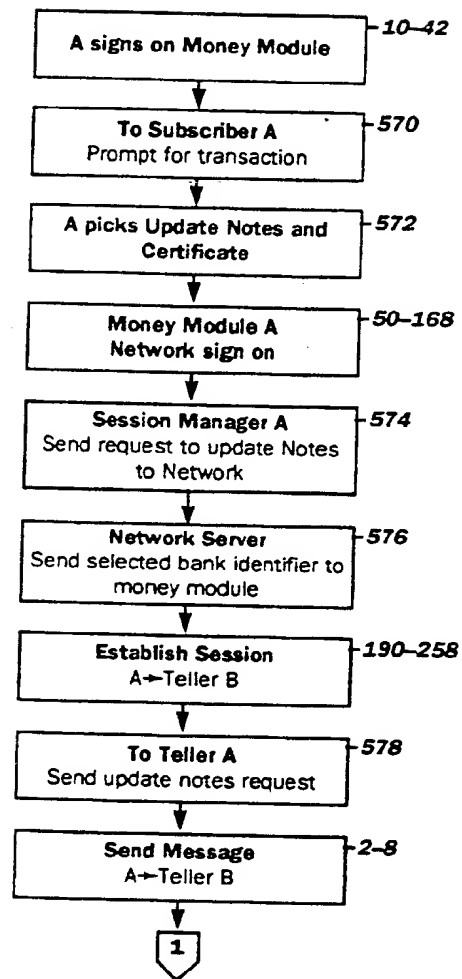 A signs on Money Module
10-42
To Subscriber A
Prompt for transaction
570
A picks Update Notes and
Certificate
572
Money Module A
Network sign on
50-168
Session Manager A
Send request to update Notes
to Network
574
Network Server
Send selected bank identifier to
money module
576
Establish Session
A→Teller B
190-258
To Teller A
Send update notes request
578
Send Message
A→Teller B
2-8
1